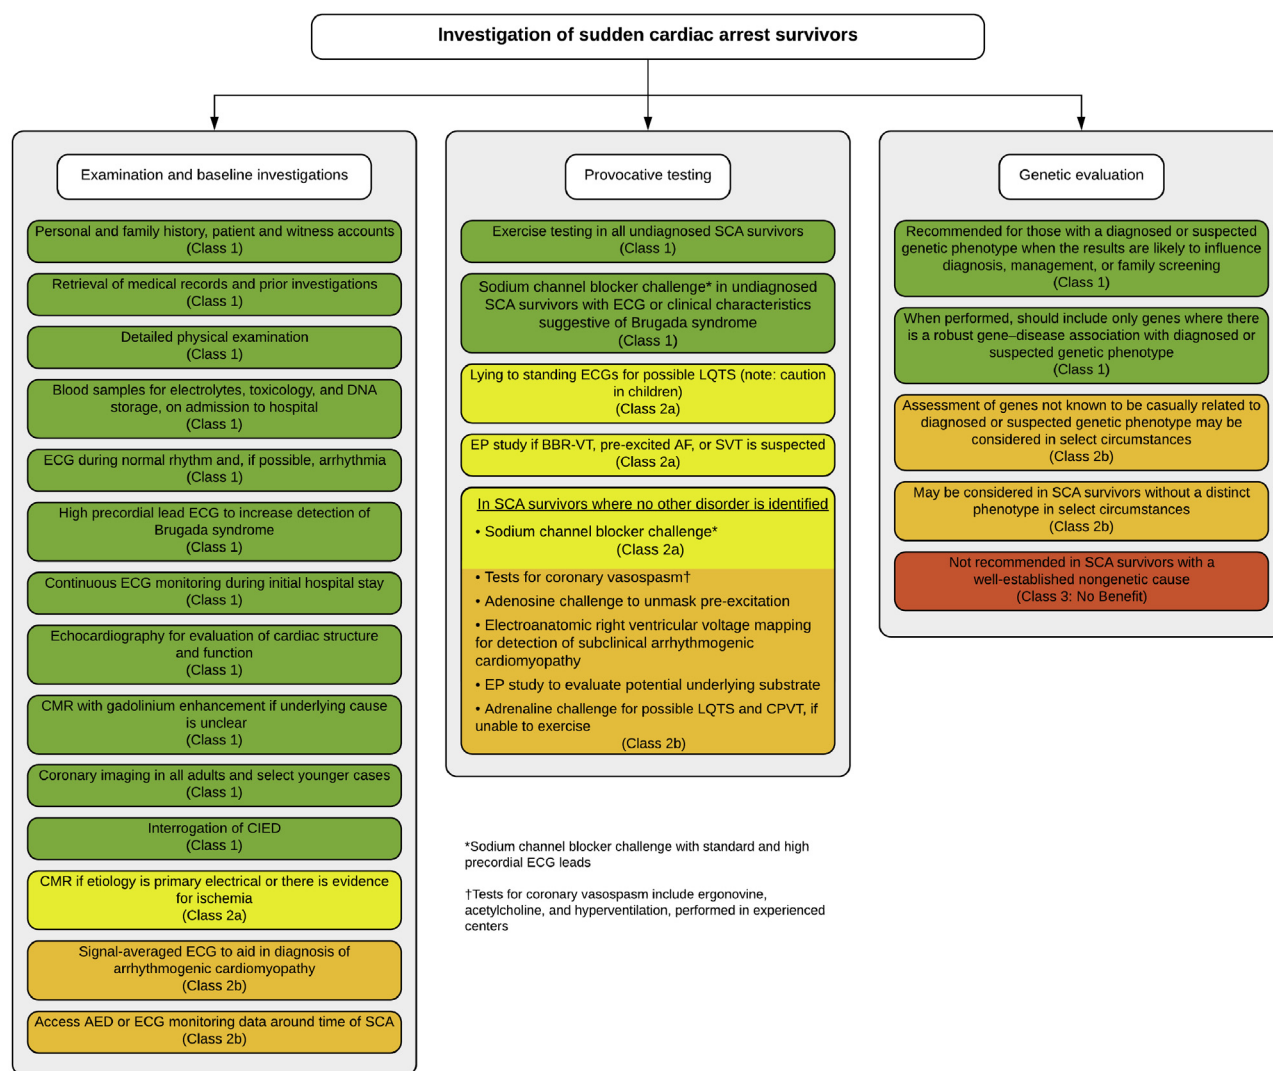 Investigation of sudden cardiac arrest survivors
Examination and baseline investigations
Personal and family history, patient and witness accounts
(Class 1)
Retrieval of medical records and prior investigations
(Class 1)
Detailed physical examination
(Class 1)
Blood samples for electrolytes, toxicology, and DNA
storage, on admission to hospital
(Class 1)
ECG during normal rhythm and, if possible, arrhythmia
(Class 1)
High precordial lead ECG to increase detection of
Brugada syndrome
(Class 1)
Continuous ECG monitoring during initial hospital stay
(Class 1)
Echocardiography for evaluation of cardiac structure
and function
(Class 1)
CMR with gadolinium enhancement if underlying cause
is unclear
(Class 1)
Coronary imaging in all adults and select younger cases
(Class 1)
Interrogation of CIED
(Class 1)
CMR if etiology is primary electrical or there is evidence
for ischemia
(Class 2a)
Signal-averaged ECG to aid in diagnosis of
arrhythmogenic cardiomyopathy
(Class 2b)
Access AED or ECG monitoring data around time of SCA
(Class 2b)
Provocative testing
Exercise testing in all undiagnosed SCA survivors
(Class 1)
Sodium channel blocker challenge* in undiagnosed
SCA survivors with ECG or clinical characteristics
suggestive of Brugada syndrome
(Class 1)
Lying to standing ECGs for possible LQTS (note: caution
in children)
(Class 2a)
EP study if BBR-VT, pre-excited AF, or SVT is suspected
(Class 2a)
In SCA survivors where no other disorder is identified
• Sodium channel blocker challenge*
(Class 2a)
• Tests for coronary vasospasm†
• Adenosine challenge to unmask pre-excitation
• Electroanatomic right ventricular voltage mapping
for detection of subclinical arrhythmogenic
cardiomyopathy
• EP study to evaluate potential underlying substrate
• Adrenaline challenge for possible LQTS and CPVT, if
unable to exercise
(Class 2b)
*Sodium channel blocker challenge with standard and high
precordial ECG leads
†Tests for coronary vasospasm include ergonovine,
acetylcholine, and hyperventilation, performed in experienced
centers
Genetic evaluation
Recommended for those with a diagnosed or suspected
genetic phenotype when the results are likely to influence
diagnosis, management, or family screening
(Class 1)
When performed, should include only genes where there
is a robust gene–disease association with diagnosed or
suspected genetic phenotype
(Class 1)
Assessment of genes not known to be casually related to
diagnosed or suspected genetic phenotype may be
considered in select circumstances
(Class 2b)
May be considered in SCA survivors without a distinct
phenotype in select circumstances
(Class 2b)
Not recommended in SCA survivors with a
well-established nongenetic cause
(Class 3: No Benefit)